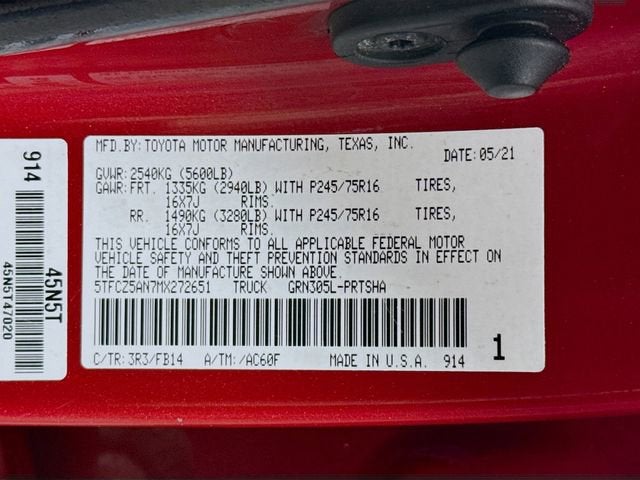 MFD.BY:TOYOTA MOTOR MANUFACTURING, TEXAS, INC.
DATE:05/21
GVWR:2540KG (5600LB)
GAWR:FRT. 1335KG (2940LB) WITH P245/75R16 TIRES,
16X7J RIMS.
RR. 1490KG (3280LB) WITH P245/75R16 TIRES,
16X7J RIMS.
THIS VEHICLE CONFORMS TO ALL APPLICABLE FEDERAL MOTOR
VEHICLE SAFETY AND THEFT PREVENTION STANDARDS IN EFFECT ON
THE DATE OF MANUFACTURE SHOWN ABOVE.
5TFCZ5AN7MX272651 TRUCK GRN305L-PRTSHA
C/TR:3R3/FB14 A/TM:/AC60F MADE IN U.S.A. 914
1
914
45N5T
45N5T47020